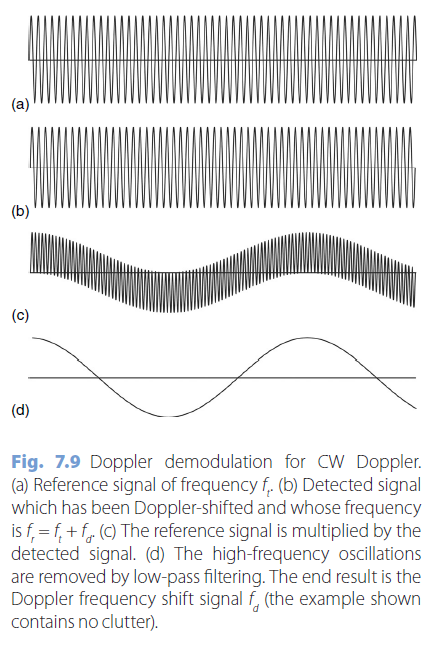 (a)
(b)
(c)
(d)
Fig. 7.9 Doppler demodulation for CW Doppler.
(a) Reference signal of frequency fₜ. (b) Detected signal
which has been Doppler-shifted and whose frequency
is fᵣ = fₜ + f_d. (c) The reference signal is multiplied by the
detected signal. (d) The high-frequency oscillations
are removed by low-pass filtering. The end result is the
Doppler frequency shift signal f_d (the example shown
contains no clutter).